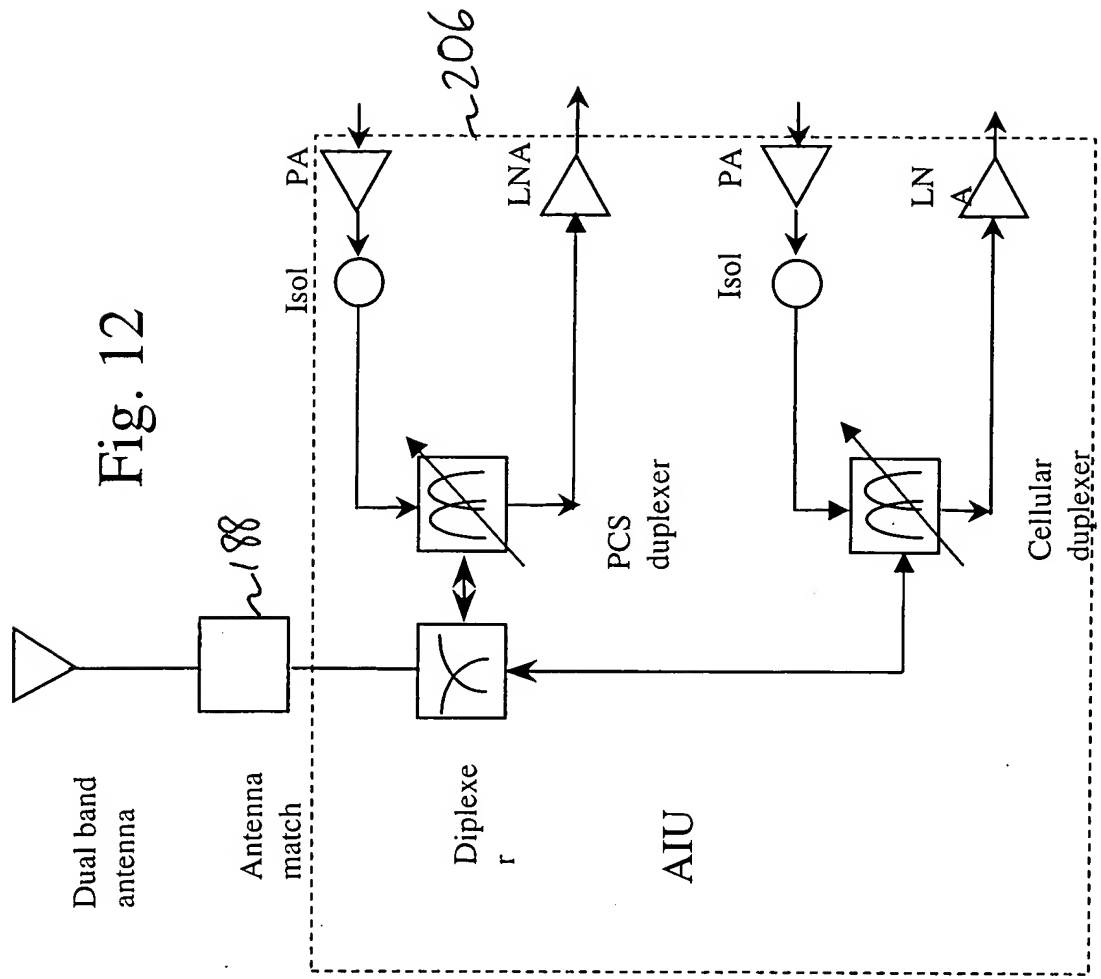 Fig. 12
Dual band
antenna
Antenna
match
~188
~206
Diplexe
r
AIU
PCS
duplexer
Isol
PA
LNA
Cellular
duplexer
Isol
PA
LN
A